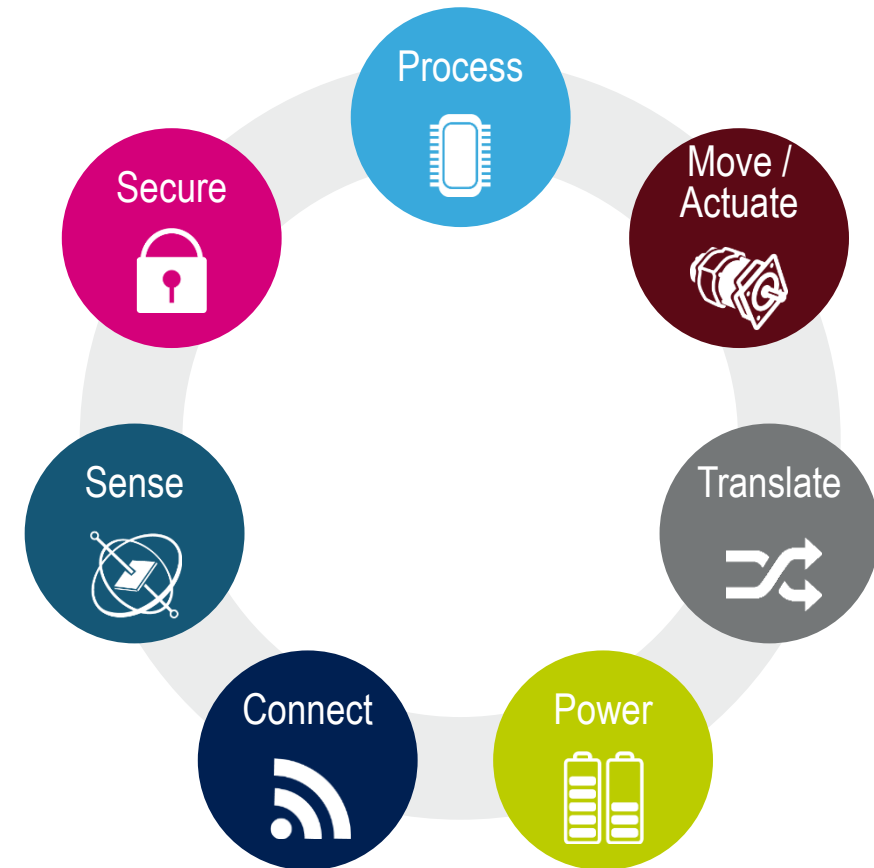 Process
Move /
Actuate
Translate
Power
Connect
Sense
Secure